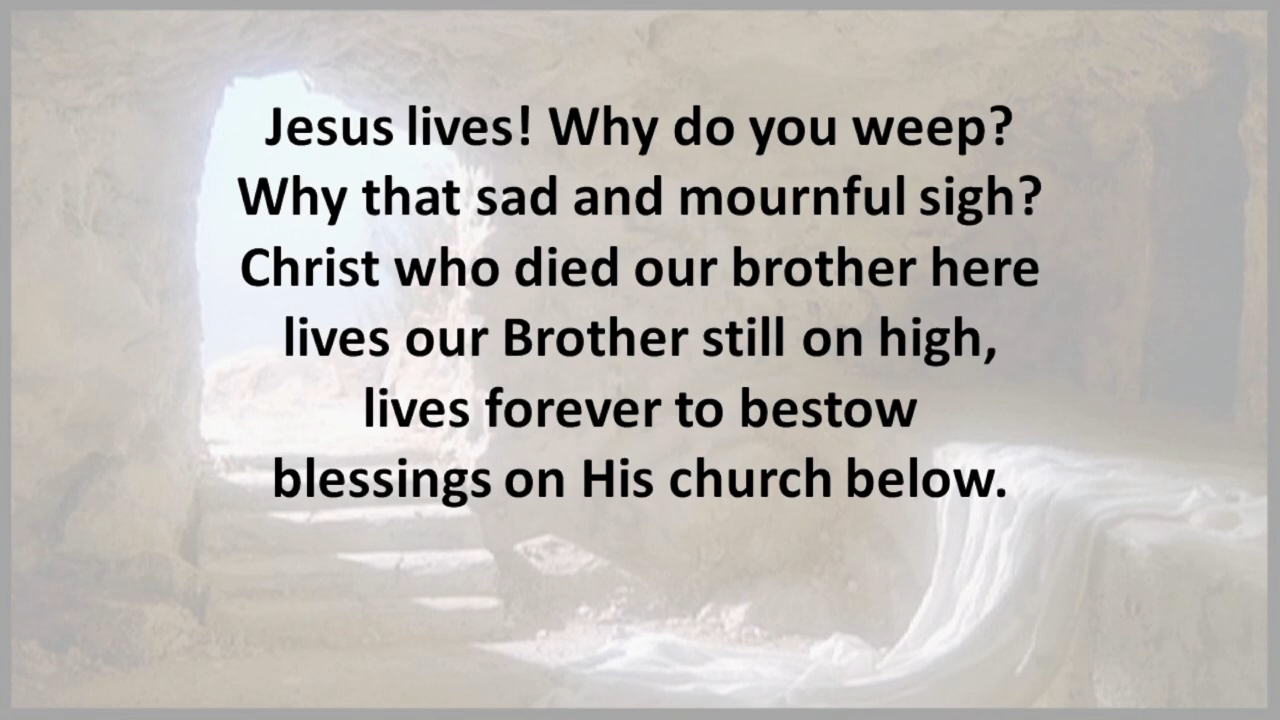 Jesus lives! Why do you weep?
Why that sad and mournful sigh?
Christ who died our brother here
lives our Brother still on high,
lives forever to bestow
blessings on His church below.